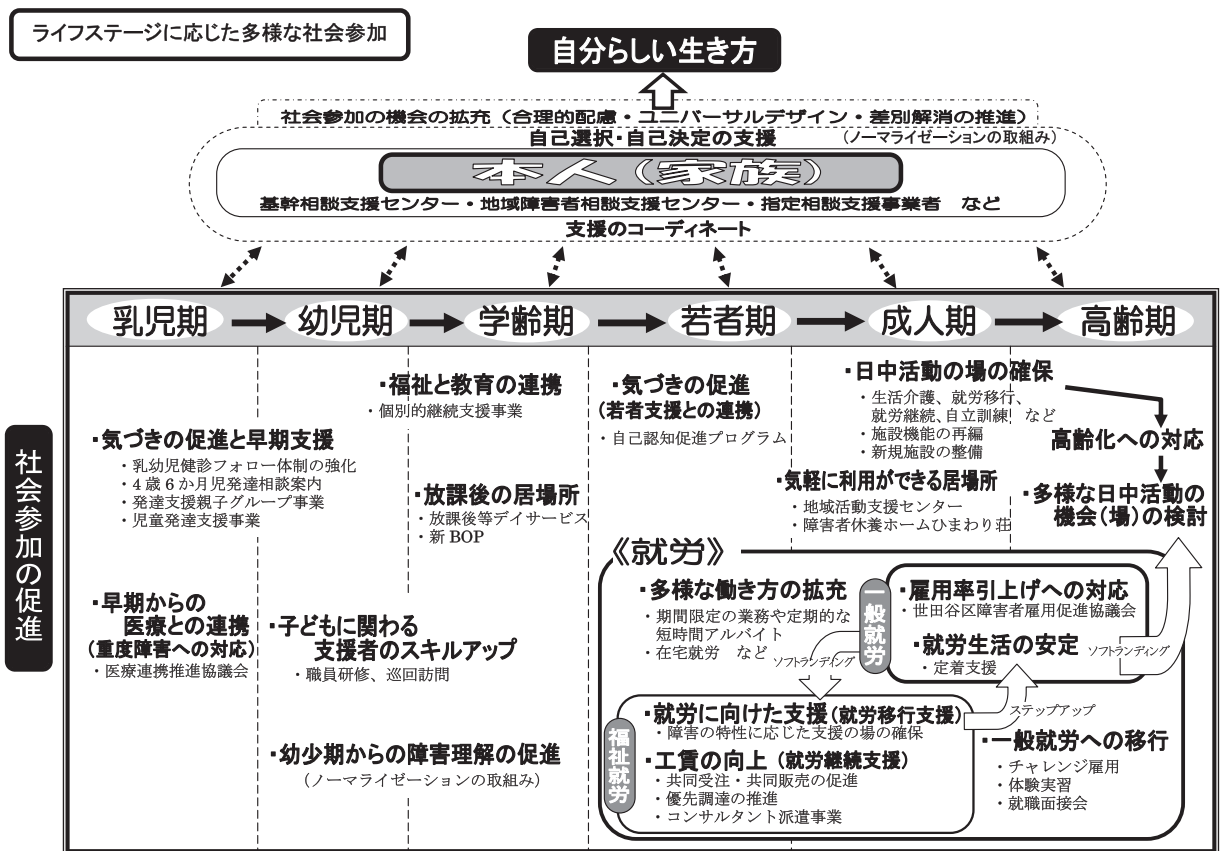 ライフステージに応じた多様な社会参加
自分らしい生き方
社会参加の機会の拡充（合理的配慮・ユニバーサルデザイン・差別解消の推進）
自己選択・自己決定の支援
（ノーマライゼーションの取組み）
本人（家族）
基幹相談支援センター・地域障害者相談支援センター・指定相談支援事業者　など
支援のコーディネート
乳児期
幼児期
学齢期
若者期
成人期
高齢期
社会参加の促進
・気づきの促進と早期支援
・乳幼児健診フォロー体制の強化
・4歳6か月児発達相談案内
・発達支援親子グループ事業
・児童発達支援事業
・早期からの
医療との連携
（重度障害への対応）
・医療連携推進協議会
・福祉と教育の連携
・個別的継続支援事業
・放課後の居場所
・放課後等デイサービス
・新BOP
・子どもに関わる
支援者のスキルアップ
・職員研修、巡回訪問
・幼少期からの障害理解の促進
（ノーマライゼーションの取組み）
・気づきの促進
（若者支援との連携）
・自己認知促進プログラム
・日中活動の場の確保
・生活介護、就労移行、
就労継続、自立訓練　など
・施設機能の再編
・新規施設の整備
・気軽に利用ができる居場所
・地域活動支援センター
・障害者休養ホームひまわり荘
高齢化への対応
・多様な日中活動の
機会（場）の検討
《就労》
・多様な働き方の拡充
・期間限定の業務や定期的な
短時間アルバイト
・在宅就労　など
ソフトランディング
一般就労
・雇用率引上げへの対応
・世田谷区障害者雇用促進協議会
・就労生活の安定
・定着支援
ソフトランディング
福祉就労
・就労に向けた支援（就労移行支援）
・障害の特性に応じた支援の場の確保
・工賃の向上（就労継続支援）
・共同受注・共同販売の促進
・優先調達の推進
・コンサルタント派遣事業
ステップアップ
・一般就労への移行
・チャレンジ雇用
・体験実習
・就職面接会